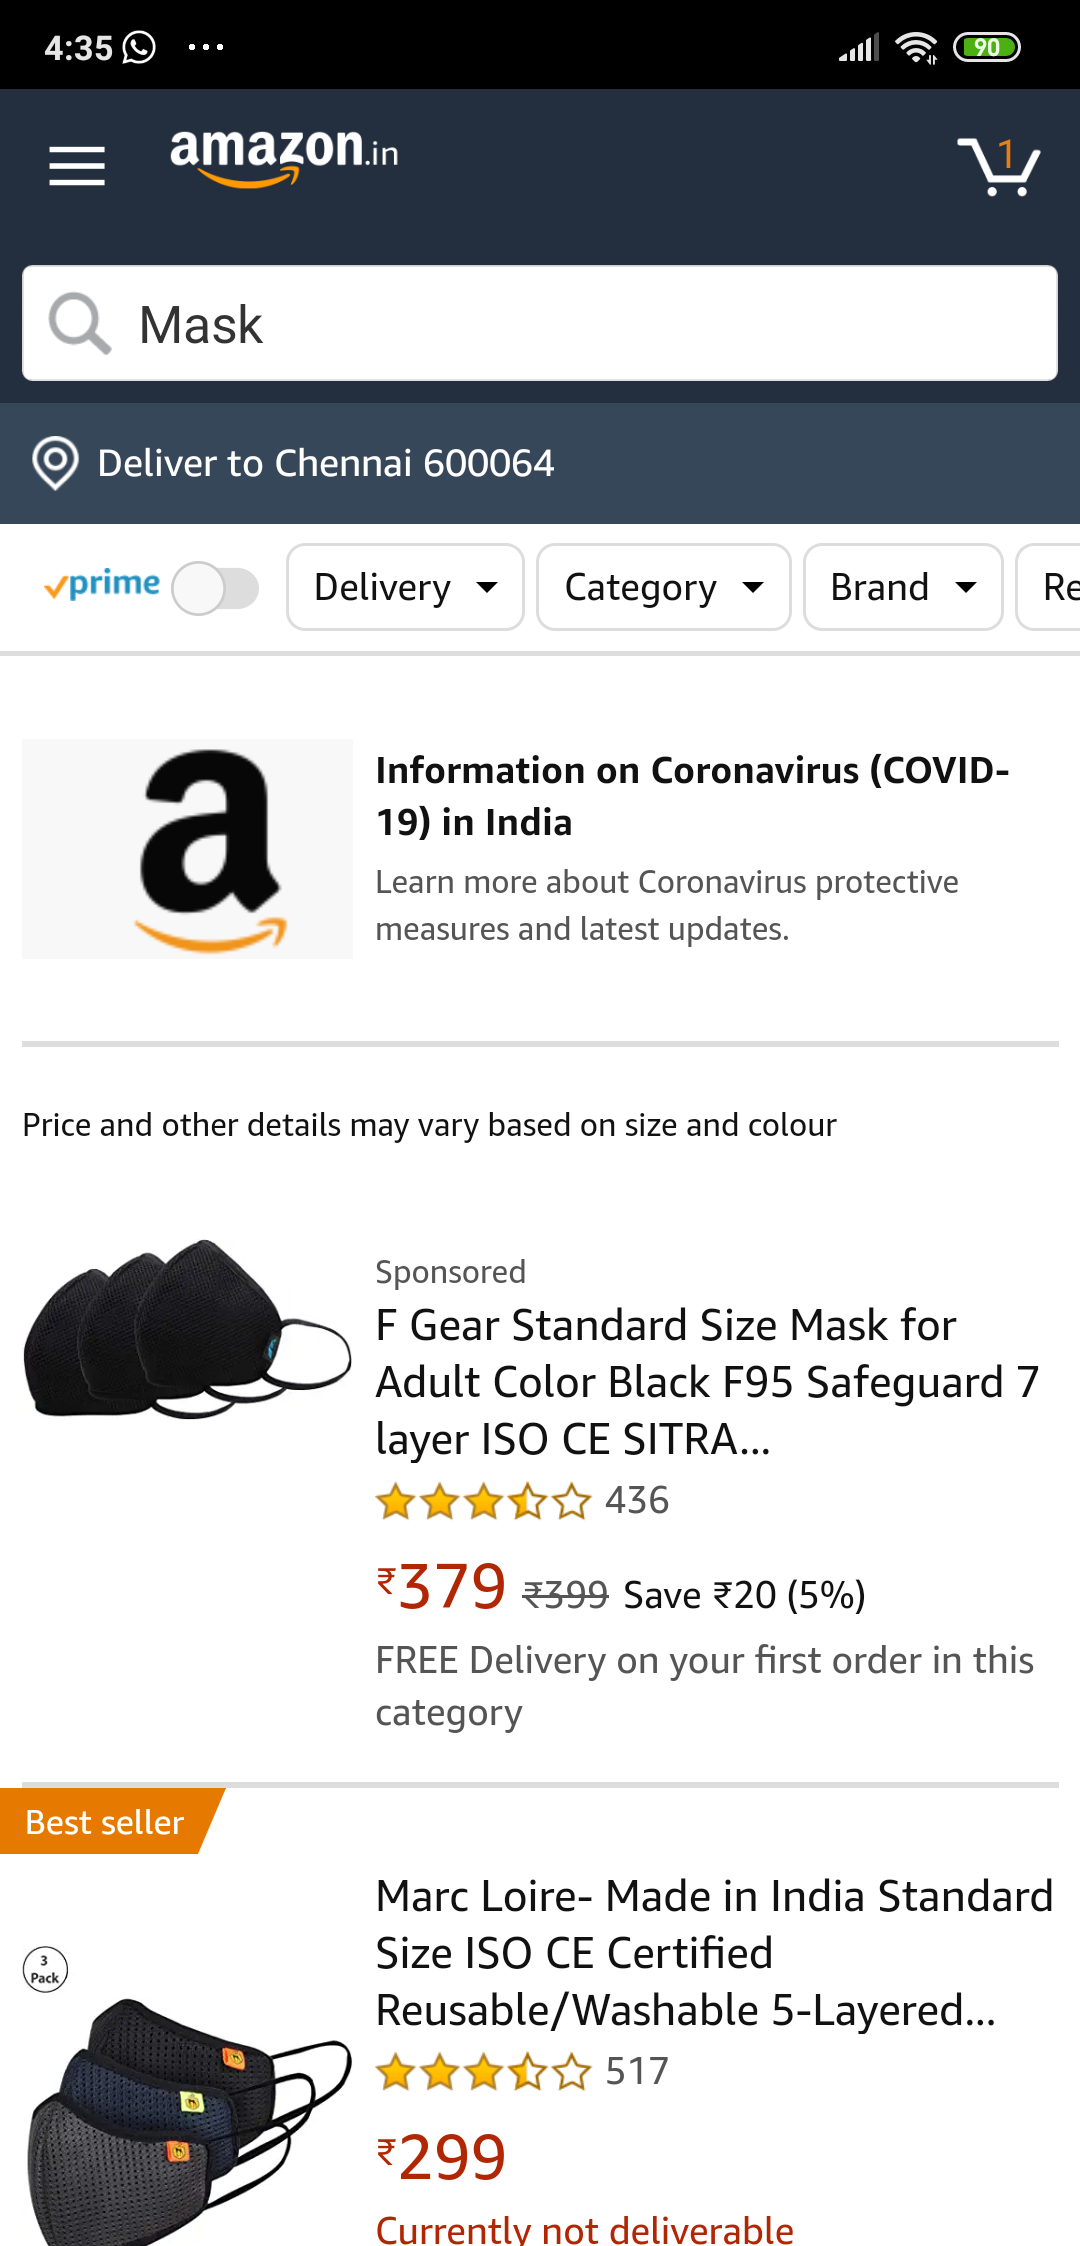 4:35
90
amazon.in
1
Mask
Deliver to Chennai 600064
prime
Delivery
Category
Brand
Re
a
Information on Coronavirus (COVID-
19) in India
Learn more about Coronavirus protective
measures and latest updates.
Price and other details may vary based on size and colour
Sponsored
F Gear Standard Size Mask for
Adult Color Black F95 Safeguard 7
layer ISO CE SITRA...
436
₹379 ₹399 Save ₹20 (5%)
FREE Delivery on your first order in this
category
Best seller
3
Pack
Marc Loire- Made in India Standard
Size ISO CE Certified
Reusable/Washable 5-Layered...
517
₹299
Currently not deliverable